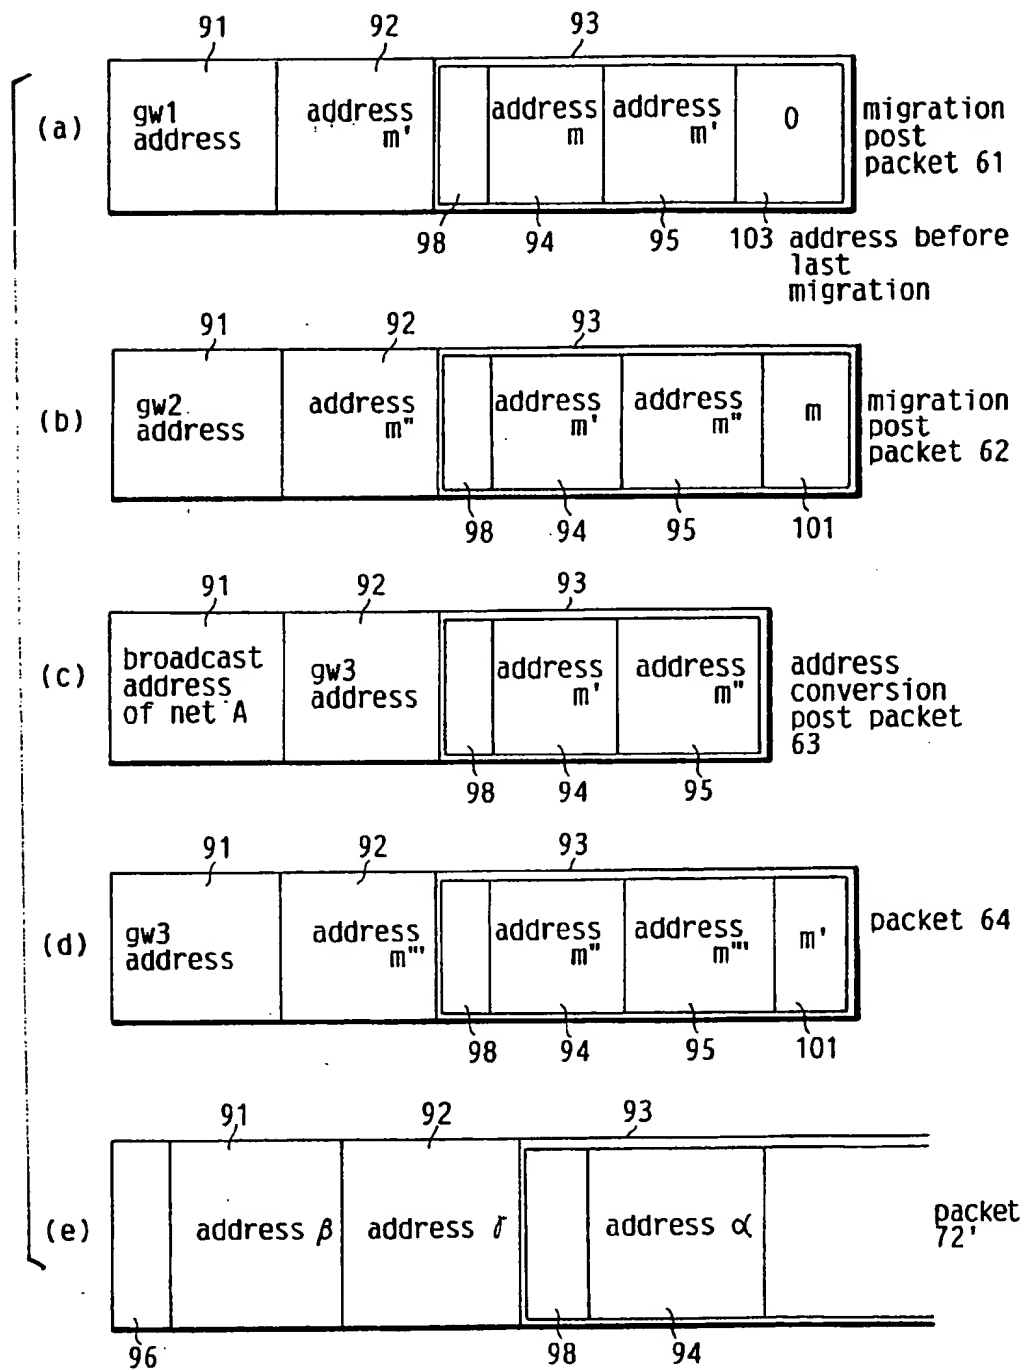 91 92 93
(a)
gw1
address
address
m'
address
m
address
m'
0
migration
post
packet 61
98 94 95 103 address before
last
migration
91 92 93
(b)
gw2
address
address
m"
address
m'
address
m"
m
migration
post
packet 62
98 94 95 101
91 92 93
(c)
broadcast
address
of net A
gw3
address
address
m'
address
m"
address
conversion
post packet
63
98 94 95
91 92 93
(d)
gw3
address
address
m'''
address
m"
address
m'''
m'
packet 64
98 94 95 101
91 92 93
(e)
address β
address γ
address α
packet
72'
96 98 94